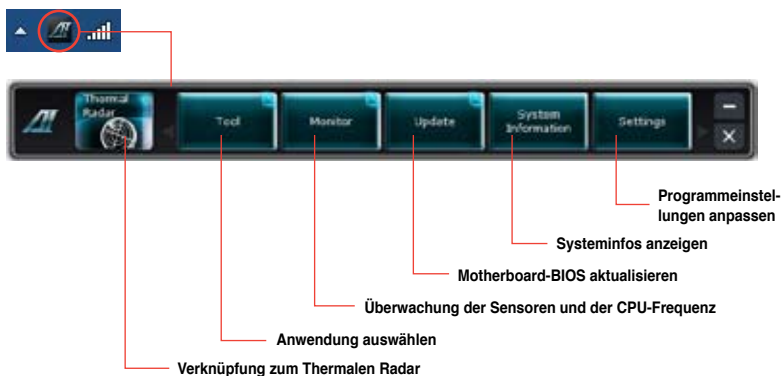 Thermal
Radar
Tool
Monitor
Update
System
Information
Settings
Programmeinstel-
lungen anpassen
Systeminfos anzeigen
Motherboard-BIOS aktualisieren
Überwachung der Sensoren und der CPU-Frequenz
Anwendung auswählen
Verknüpfung zum Thermalen Radar